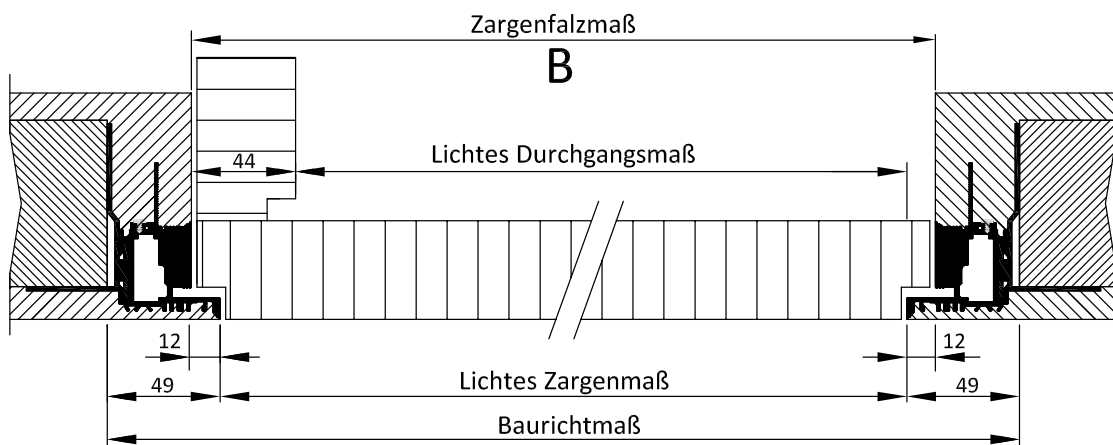 Zargenfalzmaß
B
44
Lichtes Durchgangsmaß
12
12
49
Lichtes Zargenmaß
49
Baurichtmaß